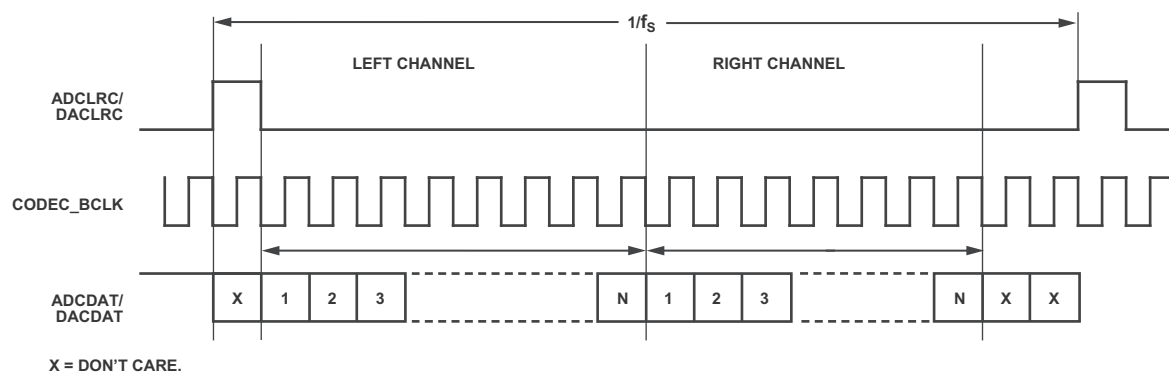 1/fS
LEFT CHANNEL
RIGHT CHANNEL
ADCLRC/
DACLRC
CODEC_BCLK
ADCDAT/
DACDAT
X 1 2 3 N 1 2 3 N X X
X = DON'T CARE.